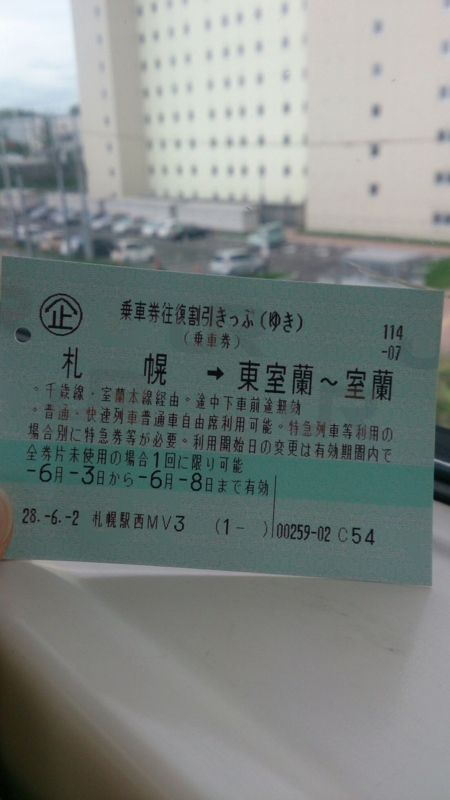 企 乗車券往復割引きっぷ(ゆき) 114
(乗車券) -07
札幌 → 東室蘭～室蘭
・千歳線・室蘭本線経由。途中下車前途無効
・普通・快速列車普通車自由席利用可能。特急列車等利用の
場合別に特急券等が必要。利用開始日の変更は有効期間内で
全券片未使用の場合1回に限り可能
-6月-3日から-6月-8日まで有効
28.-6.-2 札幌駅西MV3 (1- ) 00259-02 C54